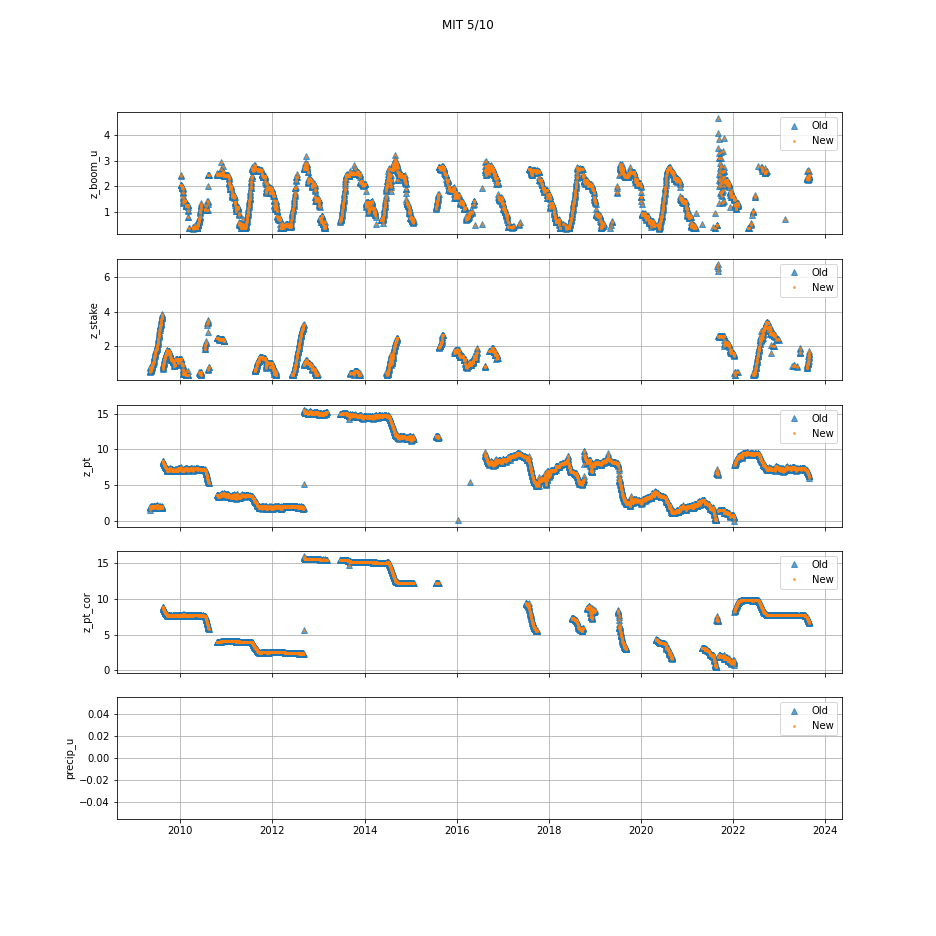 MIT 5/10
z_boom_u
4
3
2
1
Old
New
z_stake
6
4
2
Old
New
z_pt
15
10
5
0
Old
New
z_pt_cor
15
10
5
0
Old
New
precip_u
0.04
0.02
0.00
−0.02
−0.04
Old
New
2010 2012 2014 2016 2018 2020 2022 2024